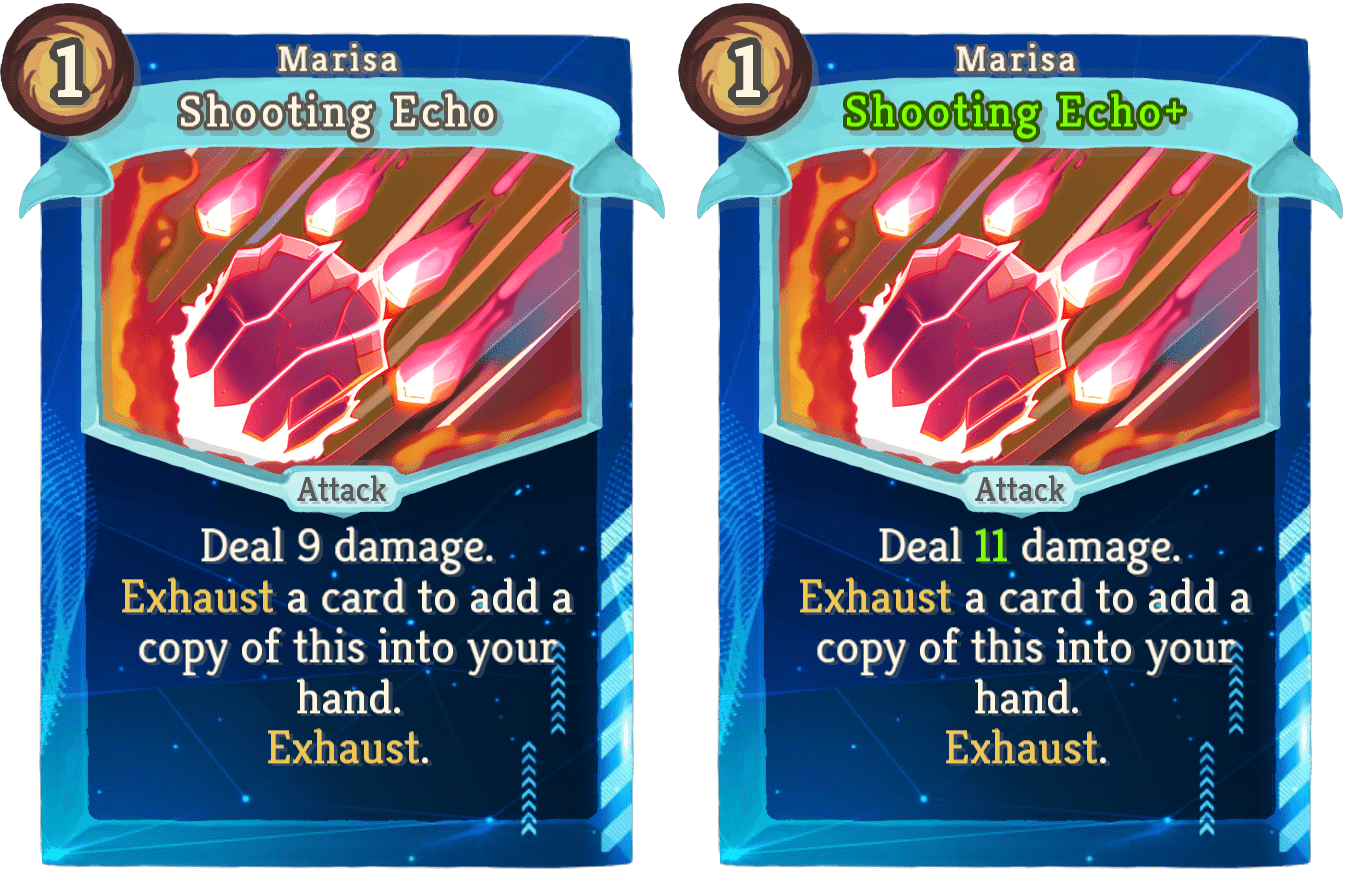 1
Marisa
Shooting Echo
Attack
Deal 9 damage.
Exhaust a card to add a
copy of this into your
hand.
Exhaust.
1
Marisa
Shooting Echo+
Attack
Deal 11 damage.
Exhaust a card to add a
copy of this into your
hand.
Exhaust.